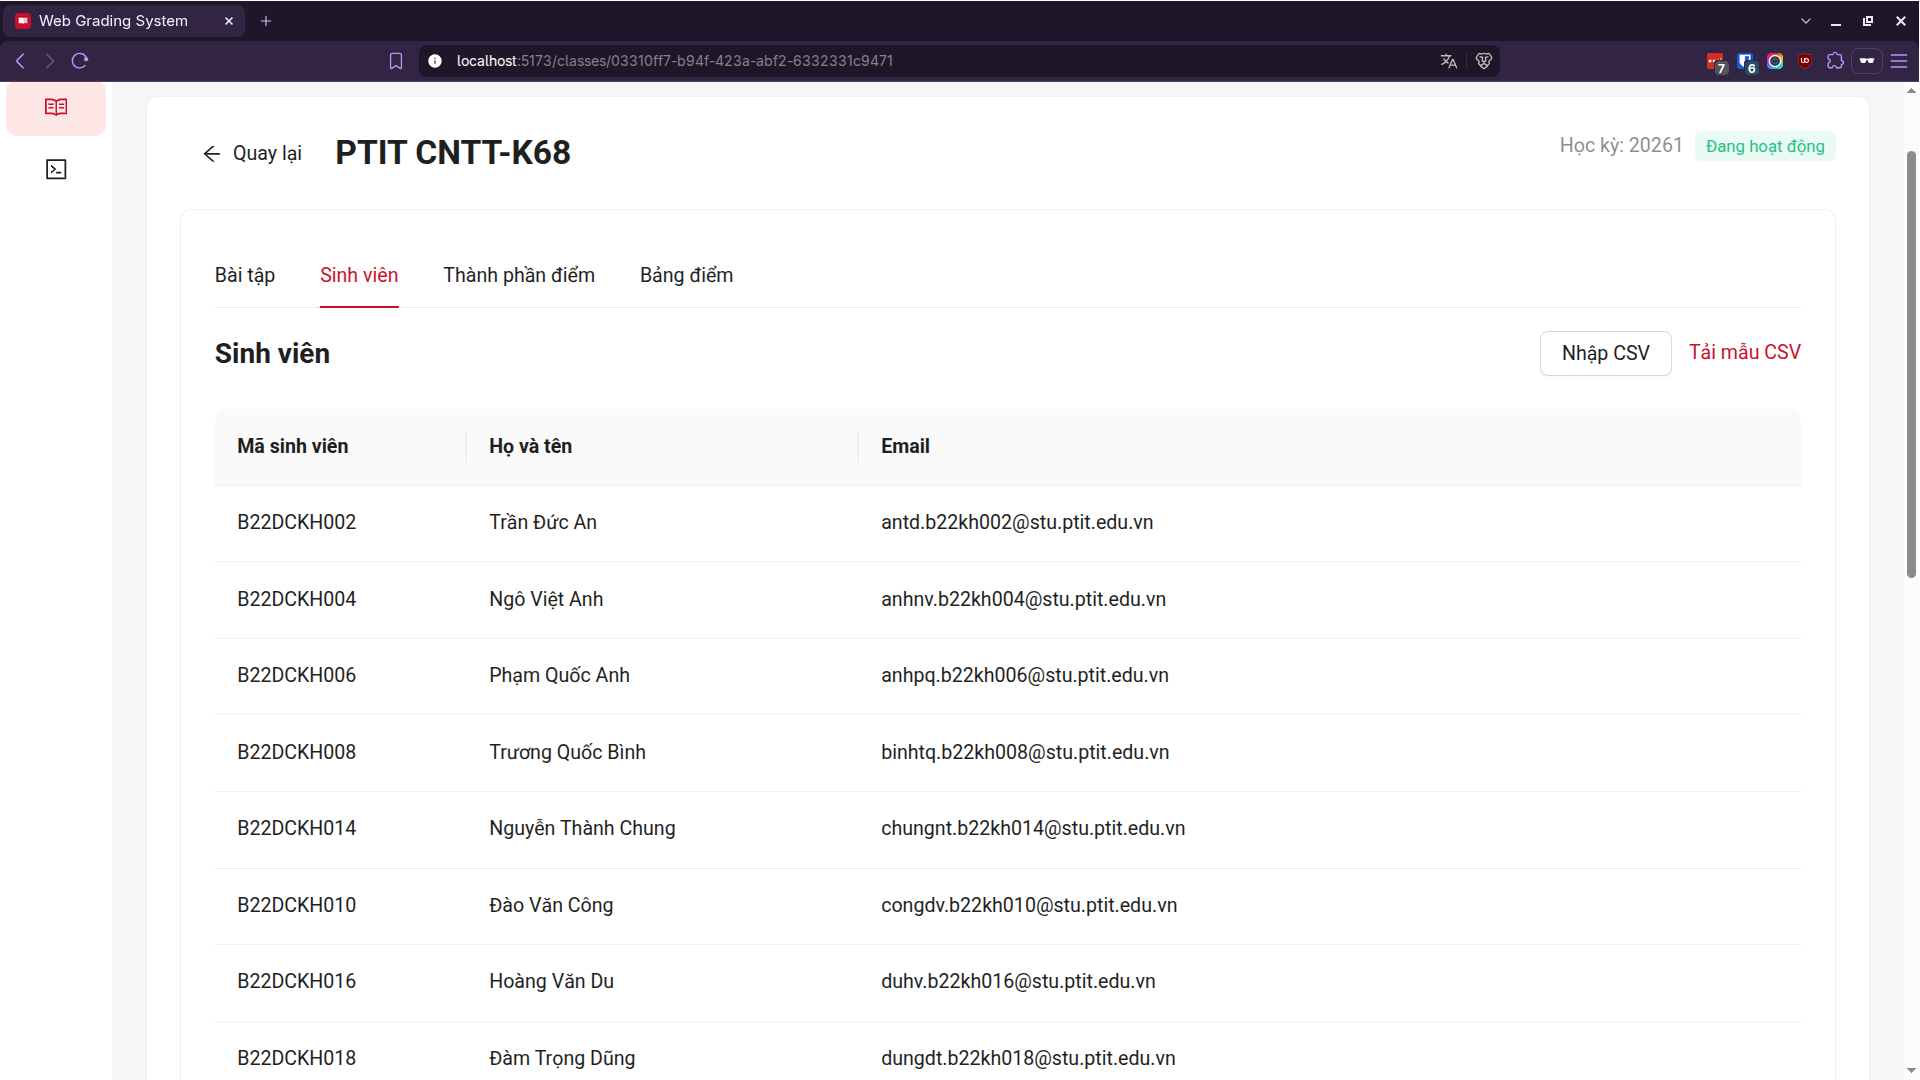 Web Grading System
localhost:5173/classes/03310ff7-b94f-423a-abf2-6332331c9471
7
6
Quay lại
PTIT CNTT-K68
Học kỳ: 20261
Đang hoạt động
Bài tập
Sinh viên
Thành phần điểm
Bảng điểm
Sinh viên
Nhập CSV
Tải mẫu CSV
Mã sinh viên Họ và tên Email
B22DCKH002 Trần Đức An antd.b22kh002@stu.ptit.edu.vn
B22DCKH004 Ngô Việt Anh anhnv.b22kh004@stu.ptit.edu.vn
B22DCKH006 Phạm Quốc Anh anhpq.b22kh006@stu.ptit.edu.vn
B22DCKH008 Trương Quốc Bình binhtq.b22kh008@stu.ptit.edu.vn
B22DCKH014 Nguyễn Thành Chung chungnt.b22kh014@stu.ptit.edu.vn
B22DCKH010 Đào Văn Công congdv.b22kh010@stu.ptit.edu.vn
B22DCKH016 Hoàng Văn Du duhv.b22kh016@stu.ptit.edu.vn
B22DCKH018 Đàm Trọng Dũng dungdt.b22kh018@stu.ptit.edu.vn